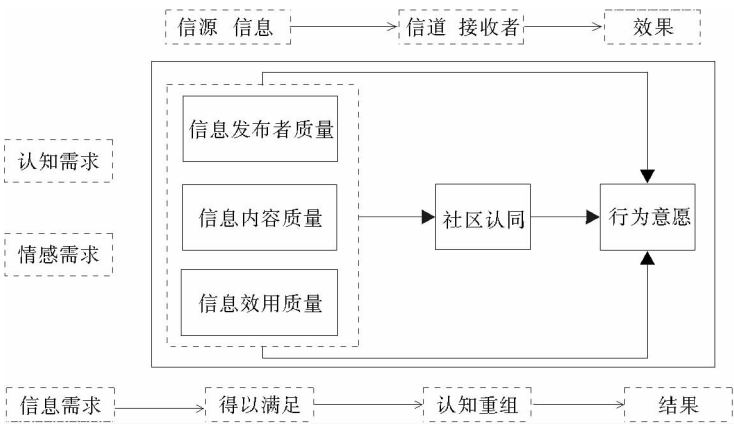 信源 信息 信道 接收者 效果
信息发布者质量
认知需求
信息内容质量 社区认同 行为意愿
情感需求
信息效用质量
信息需求 得以满足 认知重组 结果